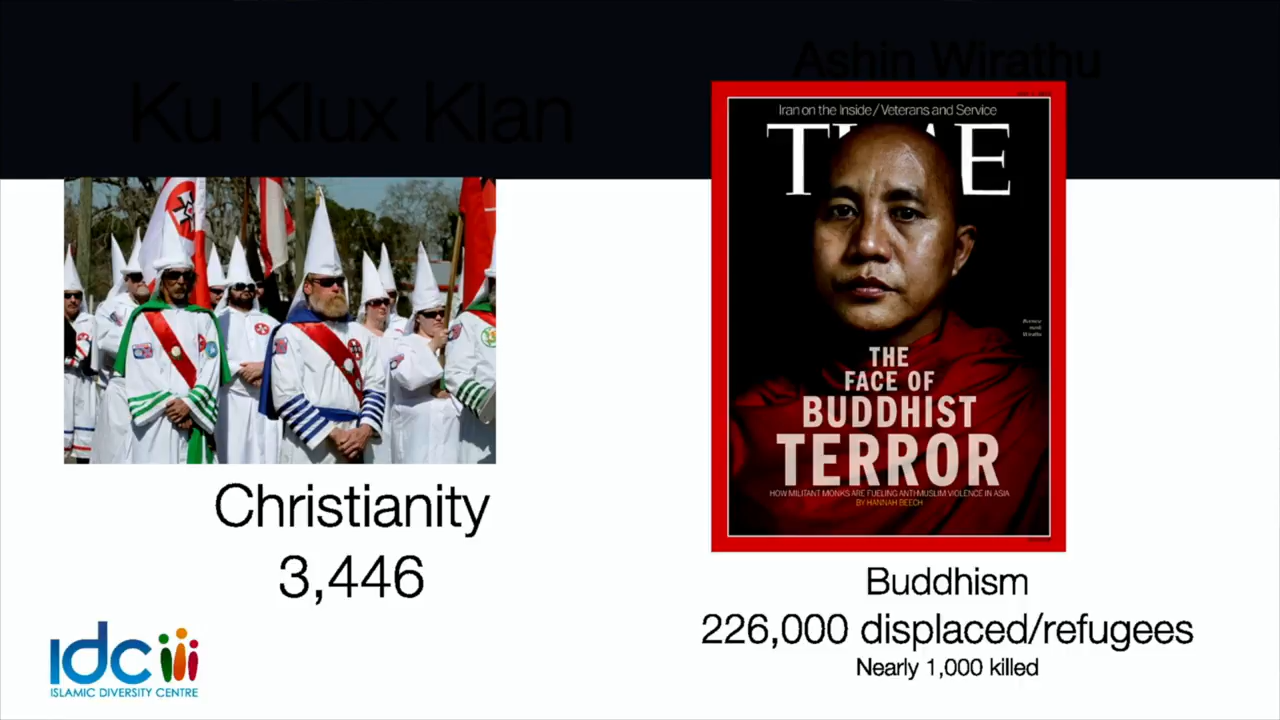 Ku Klux Klan
Christianity
3,446
Ashin Wirathu
Iran on the Inside/Veterans and Service
TIME
THE
FACE OF
BUDDHIST
TERROR
HOW MILITANT MONKS ARE FUELING ANTI-MUSLIM VIOLENCE IN ASIA
BY HANNAH BEECH
Buddhism
226,000 displaced/refugees
Nearly 1,000 killed
idc
ISLAMIC DIVERSITY CENTRE